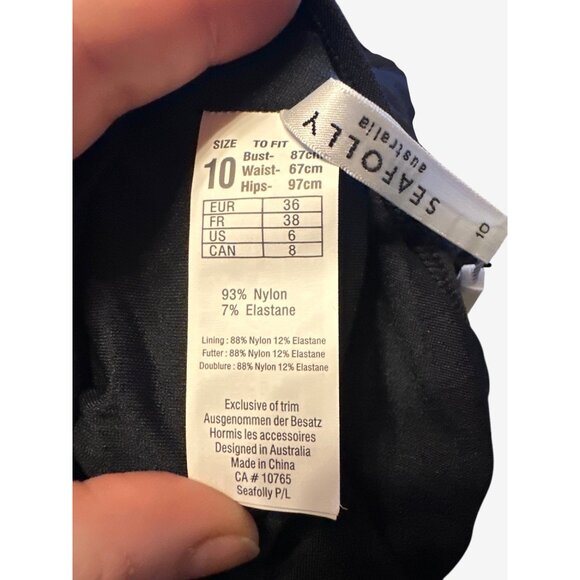 SEAFOLLY
australia
10
SIZE TO FIT
10 Bust- 87cm
Waist- 67cm
Hips- 97cm
EUR 36
FR 38
US 6
CAN 8
93% Nylon
7% Elastane
Lining : 88% Nylon 12% Elastane
Futter : 88% Nylon 12% Elastane
Doublure : 88% Nylon 12% Elastane
Exclusive of trim
Ausgenommen der Besatz
Hormis les accessoires
Designed in Australia
Made in China
CA # 10765
Seafolly P/L